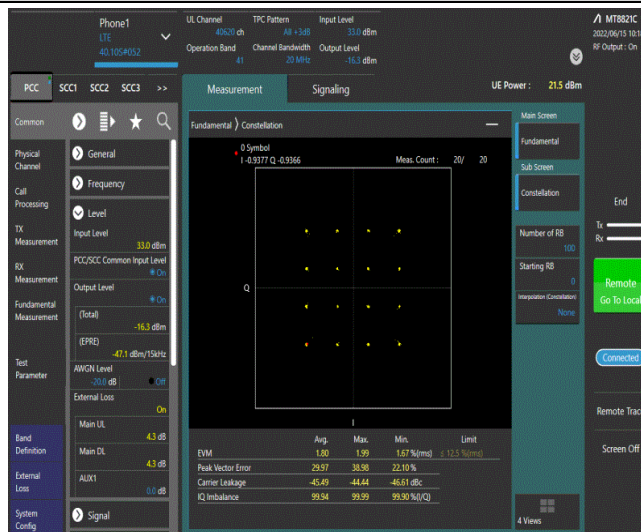 Phone1
LTE
40.105#052
UL Channel
40620 ch
TPC Pattern
All +3dB
Input Level
33.0 dBm
Operation Band
41
Channel Bandwidth
20 MHz
Output Level
-16.3 dBm
MT8821C
2022/06/15 10:18
RF Output : On
PCC SCC1 SCC2 SCC3 >>
Measurement
Signaling
UE Power : 21.5 dBm
Common
Physical
Channel
Call
Processing
TX
Measurement
RX
Measurement
Fundamental
Measurement
Test
Parameter
Band
Definition
External
Loss
System
Config
General
Frequency
Level
Input Level
33.0 dBm
PCC/SCC Common Input Level
On
Output Level
On
(Total)
-16.3 dBm
(EPRE)
-47.1 dBm/15kHz
AWGN Level
-20.0 dB Off
External Loss
On
Main UL
4.3 dB
Main DL
4.3 dB
AUX1
0.0 dB
Signal
Fundamental Constellation
0 Symbol
I -0.9377 Q -0.9366
Meas. Count : 20/ 20
Q
I
Avg. Max. Min. Limit
EVM 1.80 1.99 1.67 %(rms) ≤ 12.5 %(rms)
Peak Vector Error 29.97 38.98 22.10 %
Carrier Leakage -45.49 -44.44 -46.61 dBc
IQ Imbalance 99.94 99.99 99.90 %(I/Q)
Main Screen
Fundamental
Sub Screen
Constellation
Number of RB
100
Starting RB
0
Interpolation (Constellation)
None
4 Views
End
Tx
Rx
Remote
Go To Local
Connected
Remote Trac
Screen Off